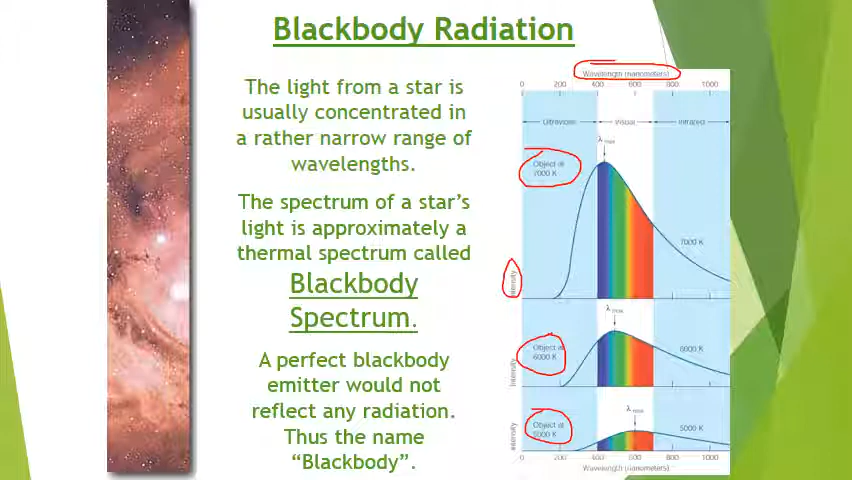 Blackbody Radiation
The light from a star is
usually concentrated in
a rather narrow range of
wavelengths.
The spectrum of a star's
light is approximately a
thermal spectrum called
Blackbody
Spectrum.
A perfect blackbody
emitter would not
reflect any radiation.
Thus the name
“Blackbody”.
Wavelength (nanometers)
0 200 400 600 800 1000
Ultraviolet Visual Infrared
λ max
Object at
7000 K
7000 K
Intensity
λ max
Object at
6000 K
6000 K
Intensity
λ max
Object at
5000 K
5000 K
Intensity
0 200 400 600 800 1000
Wavelength (nanometers)